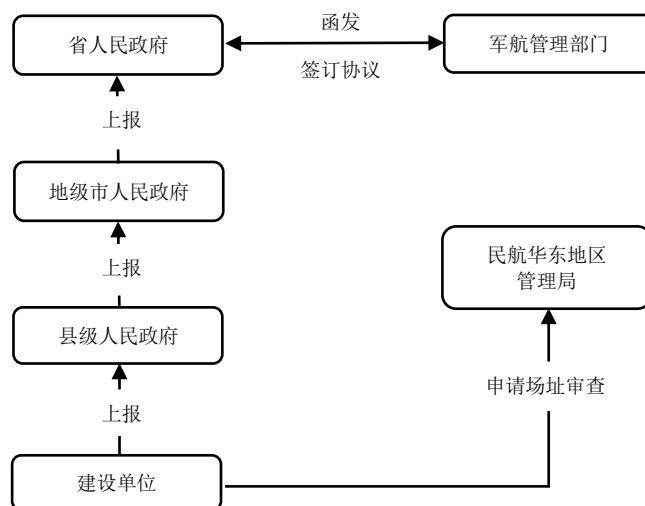 函发
省人民政府
军航管理部门
签订协议
上报
地级市人民政府
民航华东地区
管理局
上报
县级人民政府
申请场址审查
上报
建设单位